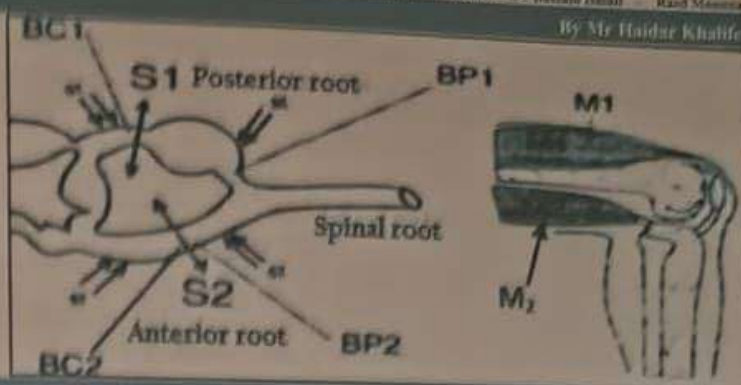 By Mr Haidar Khalife
BC1
S1 Posterior root
BP1
M1
Spinal root
S2
M2
Anterior root
BP2
BC2